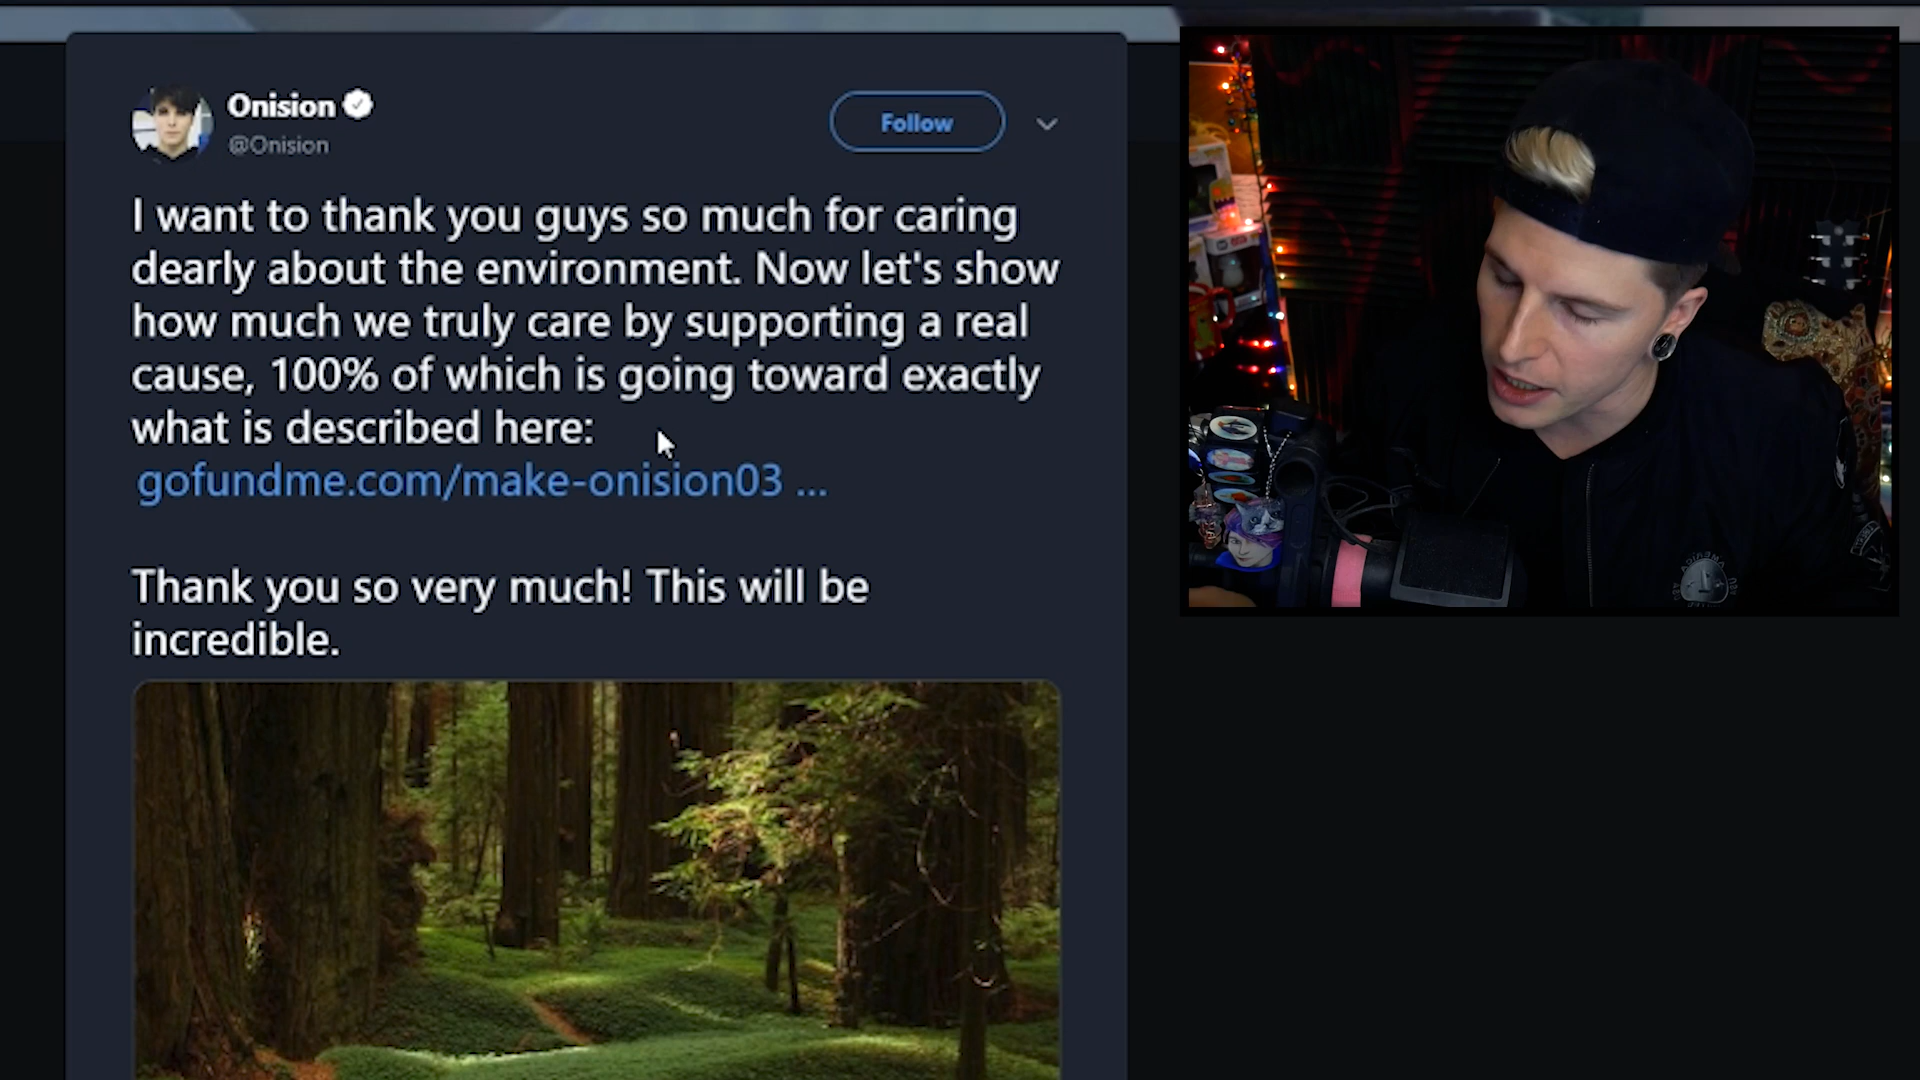 Onision
@Onision
Follow
I want to thank you guys so much for caring
dearly about the environment. Now let's show
how much we truly care by supporting a real
cause, 100% of which is going toward exactly
what is described here:
gofundme.com/make-onision03 ...
Thank you so very much! This will be
incredible.